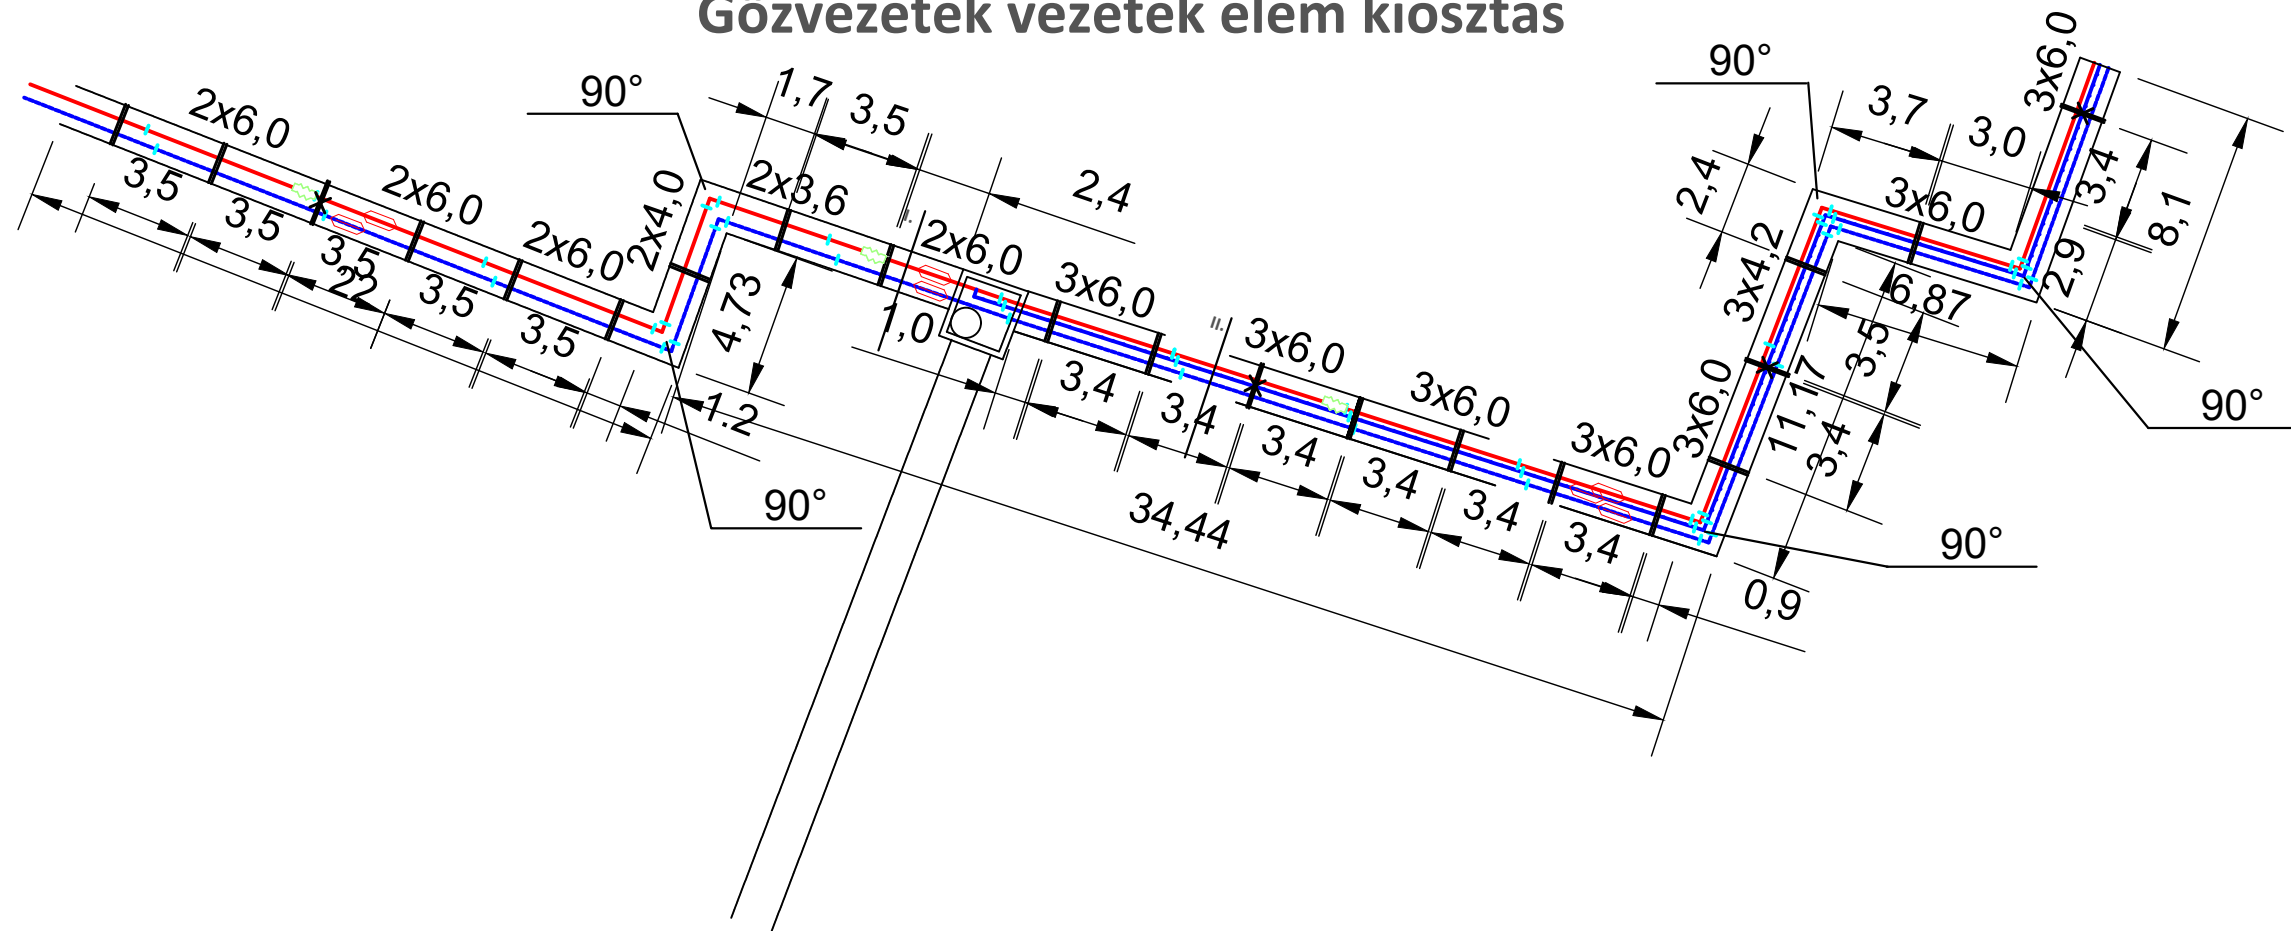 Gőzvezeték vezeték elem kiosztás
90°
1,7
3,5
2x6,0
3,5
3,5
2x6,0
3,5
22
3,5
2x6,0
3,5
2x4,0
2x3,6
4,73
1.2
90°
2,4
I.
2x6,0
1,0
3x6,0
3,4
3,4
II.
3x6,0
3,4
3,4
3x6,0
3,4
3x6,0
3,4
34,44
0,9
90°
90°
2,4
3x4,2
3x6,0
11,17
3,5
3,4
3,7
3,0
3x6,0
6,87
3x6,0
3,4
8,1
2,9
90°